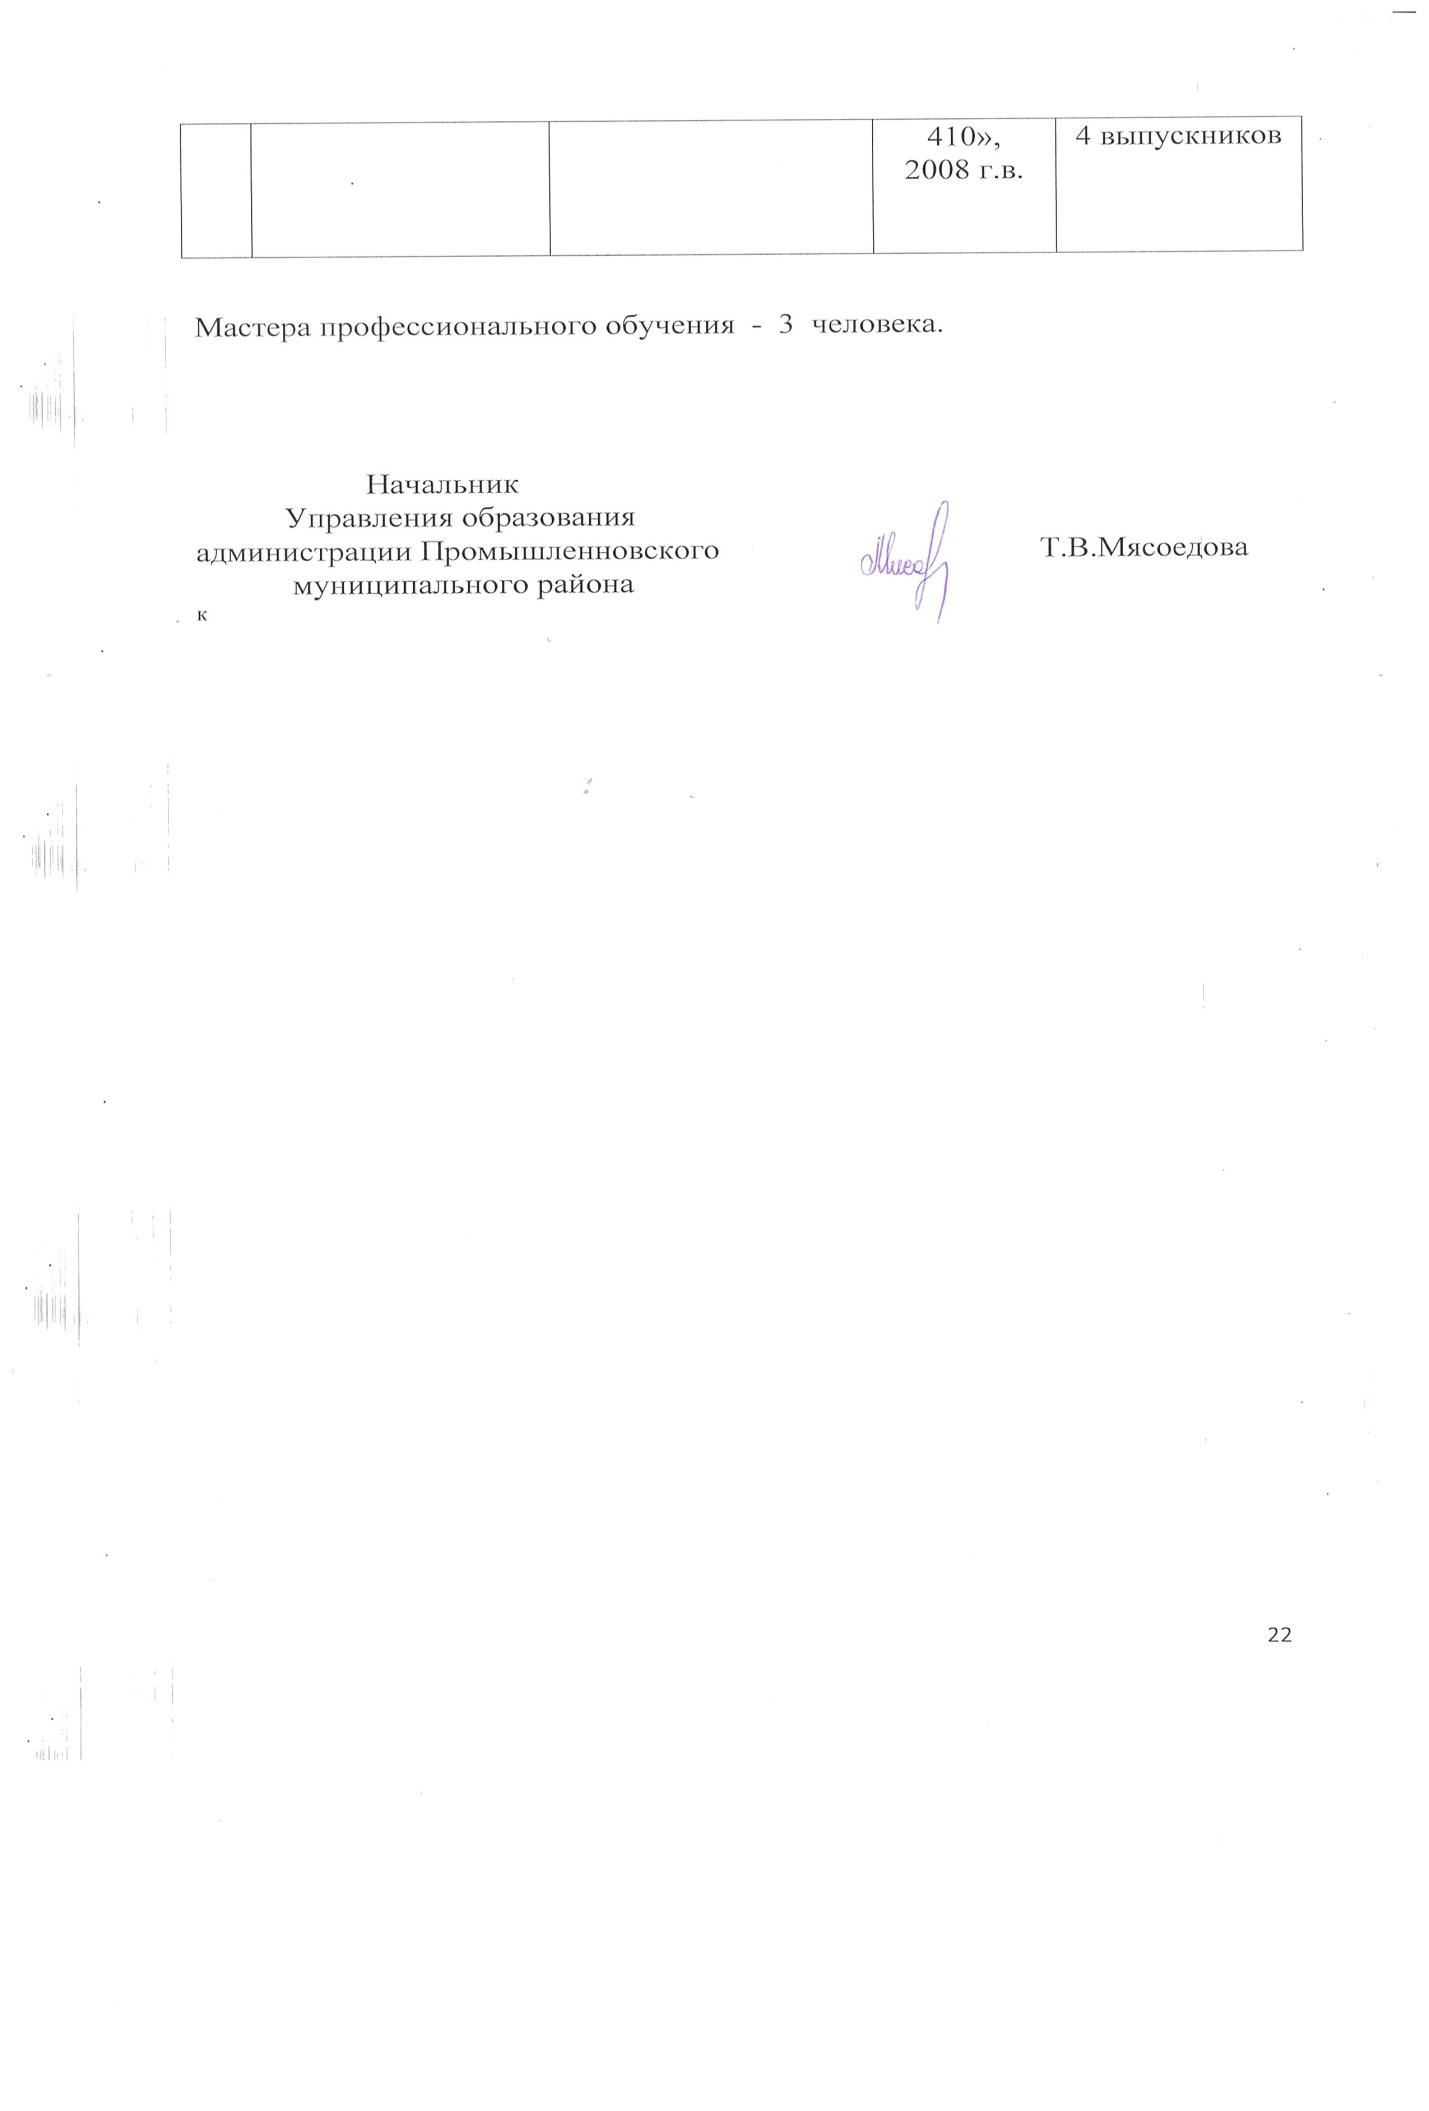 410», 4 выпускников
2008 г.в.
Мастера профессионального обучения - 3 человека.
Начальник
Управления образования
администрации Промышленновского Т.В.Мясоедова
муниципального района
к
22